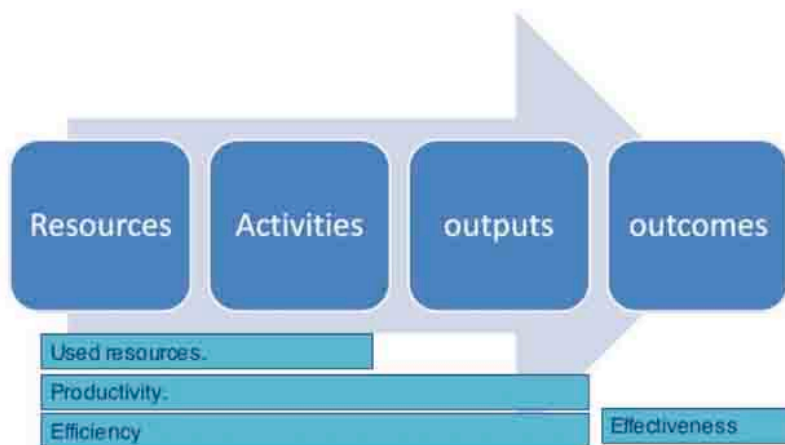 Resources Activities outputs outcomes
Used resources.
Productivity.
Efficiency
Effectiveness